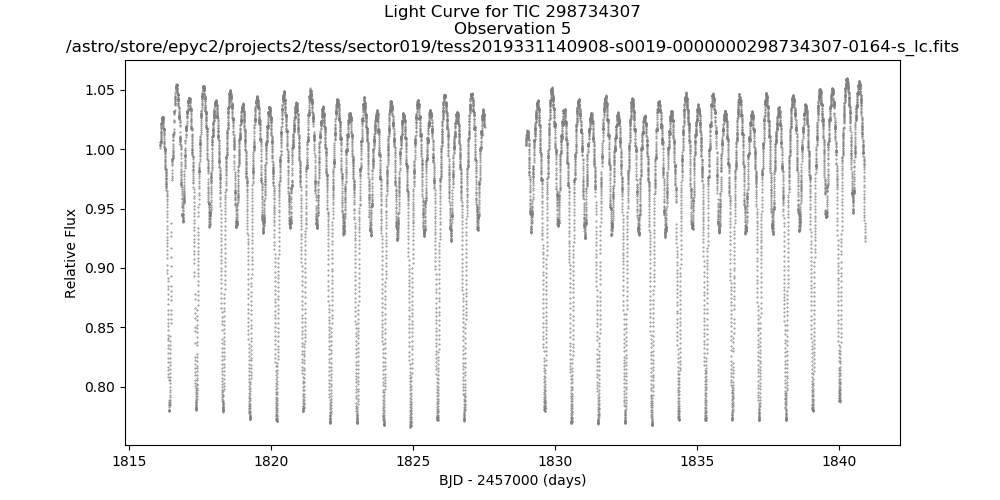 Light Curve for TIC 298734307
Observation 5
/astro/store/epyc2/projects2/tess/sector019/tess2019331140908-s0019-0000000298734307-0164-s_lc.fits
1.05
1.00
0.95
0.90
0.85
0.80
Relative Flux
1815 1820 1825 1830 1835 1840
BJD - 2457000 (days)